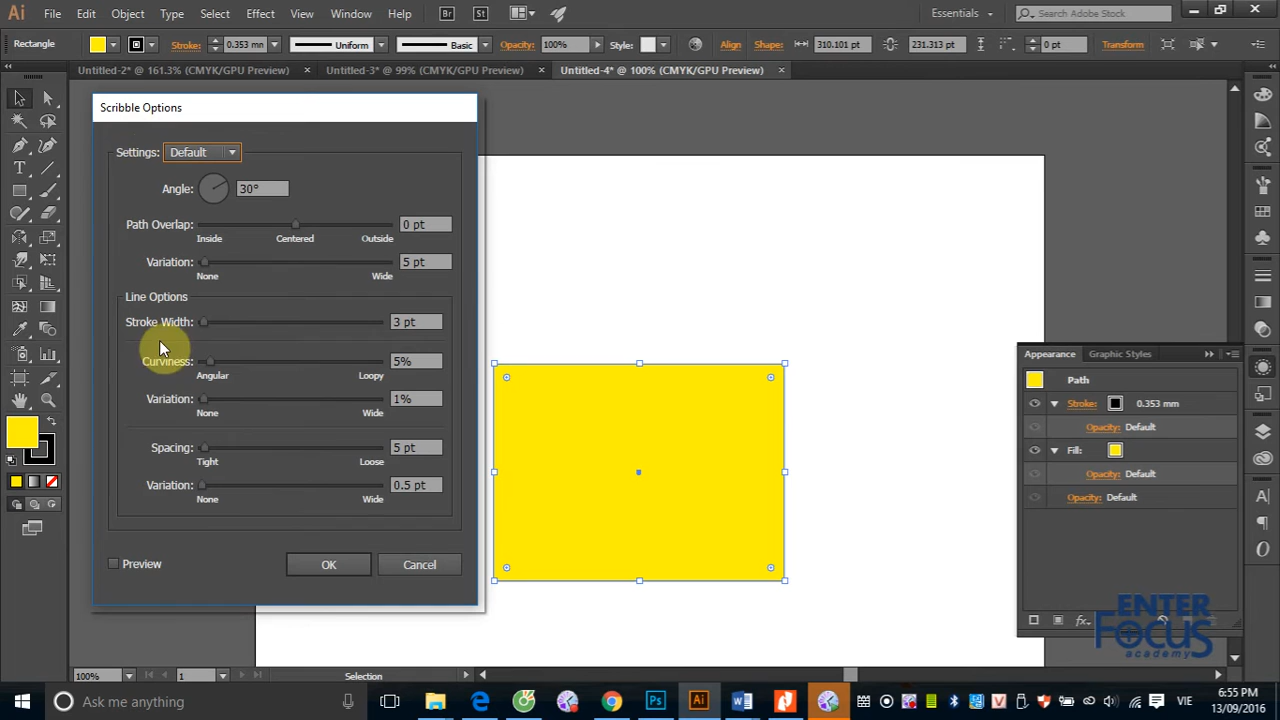 Ai File Edit Object Type Select Effect View Window Help Br St Essentials Search Adobe Stock
Rectangle Stroke: 0.353 mn Uniform Basic Opacity: 100% Style: Align Shape: 310.101 pt 231.313 pt 0 pt Transform
Untitled-2* @ 161.3% (CMYK/GPU Preview) × Untitled-3* @ 99% (CMYK/GPU Preview) × Untitled-4* @ 100% (CMYK/GPU Preview) ×
Scribble Options
Settings: Default
Angle: 30°
Path Overlap: 0 pt
Inside Centered Outside
Variation: 5 pt
None Wide
Line Options
Stroke Width: 3 pt
Curviness: 5%
Angular Loopy
Variation: 1%
None Wide
Spacing: 5 pt
Tight Loose
Variation: 0.5 pt
None Wide
Preview OK Cancel
Appearance Graphic Styles
Path
Stroke: 0.353 mm
Opacity: Default
Fill:
Opacity: Default
Opacity: Default
fx
ENTER
FOCUS
academy
100% 1 Selection
Ask me anything Ps Ai VIE 6:55 PM
13/09/2016